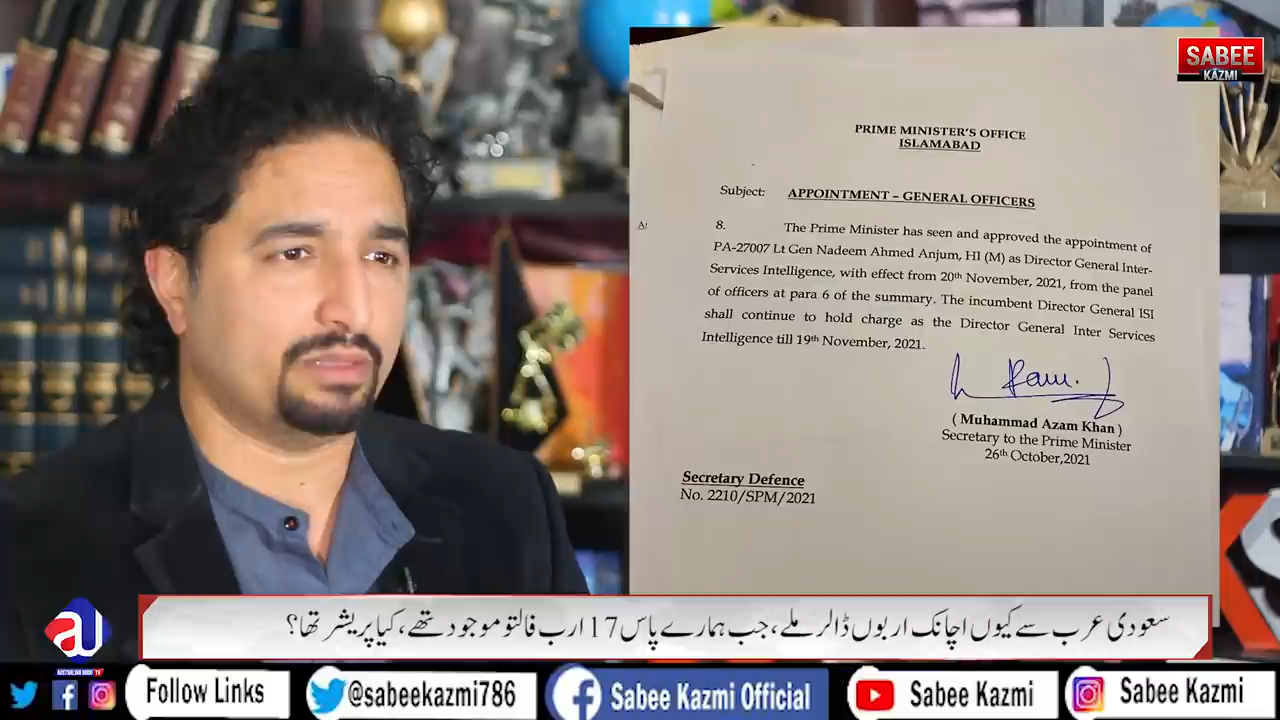 SABEE
KAZMI
PRIME MINISTER'S OFFICE
ISLAMABAD
Subject: APPOINTMENT – GENERAL OFFICERS
8. The Prime Minister has seen and approved the appointment of
PA-27007 Lt Gen Nadeem Ahmed Anjum, HI (M) as Director General Inter-
Services Intelligence, with effect from 20th November, 2021, from the panel
of officers at para 6 of the summary. The incumbent Director General ISI
shall continue to hold charge as the Director General Inter Services
Intelligence till 19th November, 2021.
( Muhammad Azam Khan )
Secretary to the Prime Minister
26th October,2021
Secretary Defence
No. 2210/SPM/2021
سعودی عرب سے کیوں اچانک اربوں ڈالر ملے، جب ہمارے پاس 17 ارب فالتو موجود تھے، کیا پریشر تھا؟
Follow Links
@sabeekazmi786
Sabee Kazmi Official
Sabee Kazmi
Sabee Kazmi